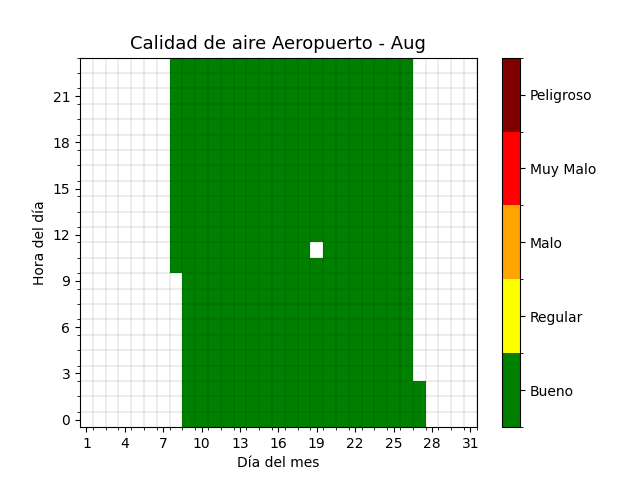 Calidad de aire Aeropuerto - Aug
Hora del día
21
18
15
12
9
6
3
0
1 4 7 10 13 16 19 22 25 28 31
Día del mes
Peligroso
Muy Malo
Malo
Regular
Bueno